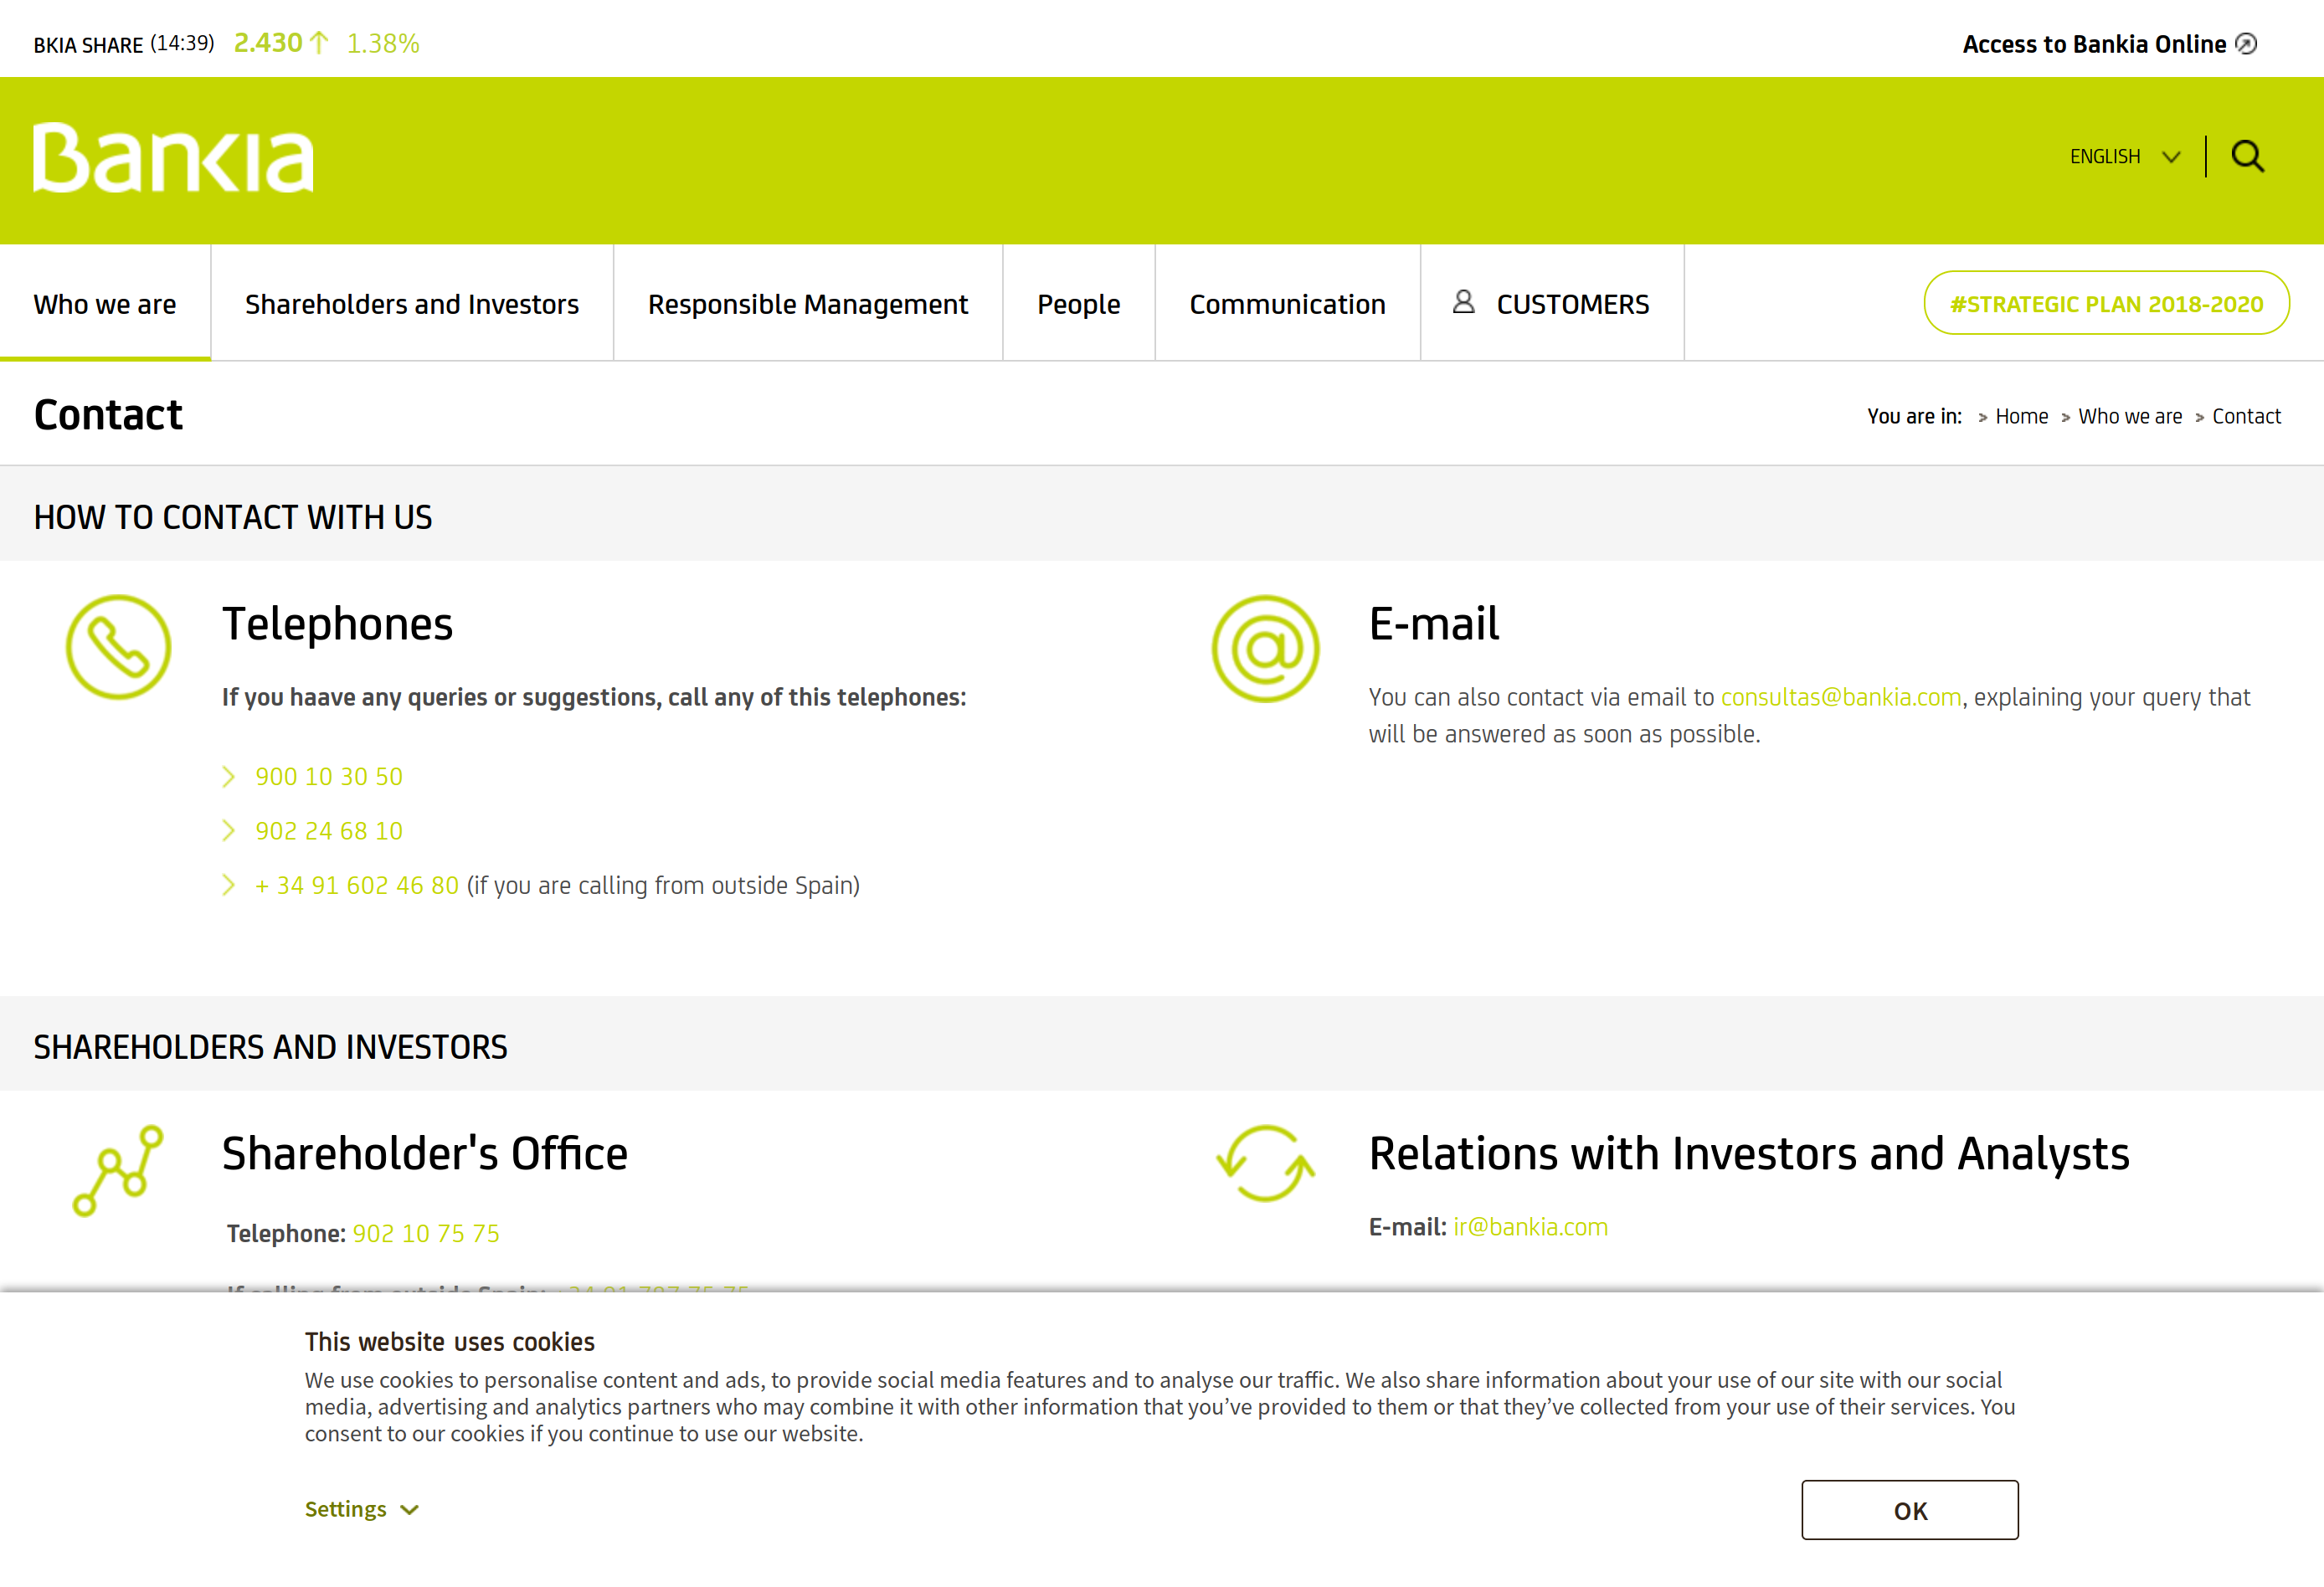 BKIA SHARE (14:39) 2.430 1.38%
Access to Bankia Online
Bankia
ENGLISH
Who we are
Shareholders and Investors
Responsible Management
People
Communication
CUSTOMERS
#STRATEGIC PLAN 2018-2020
Contact
You are in: > Home > Who we are > Contact
HOW TO CONTACT WITH US
Telephones
If you haave any queries or suggestions, call any of this telephones:
900 10 30 50
902 24 68 10
+ 34 91 602 46 80 (if you are calling from outside Spain)
E-mail
You can also contact via email to consultas@bankia.com, explaining your query that
will be answered as soon as possible.
SHAREHOLDERS AND INVESTORS
Shareholder's Office
Telephone: 902 10 75 75
If calling from outside Spain: +34 91 787 75 75
Relations with Investors and Analysts
E-mail: ir@bankia.com
This website uses cookies
We use cookies to personalise content and ads, to provide social media features and to analyse our traffic. We also share information about your use of our site with our social
media, advertising and analytics partners who may combine it with other information that you’ve provided to them or that they’ve collected from your use of their services. You
consent to our cookies if you continue to use our website.
Settings
OK